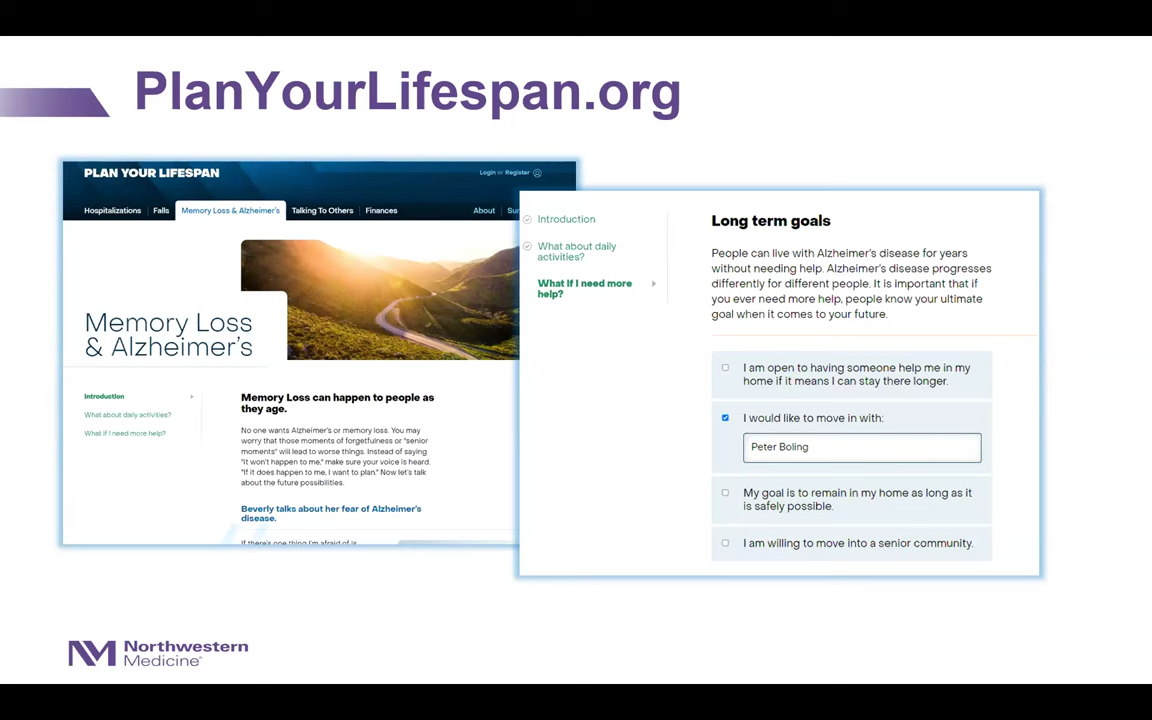 PlanYourLifespan.org
PLAN YOUR LIFESPAN
Login or Register
Hospitalizations
Falls
Memory Loss & Alzheimer's
Talking To Others
Finances
About
Memory Loss
& Alzheimer's
Introduction
What about daily activities?
What if I need more help?
Memory Loss can happen to people as
they age.
No one wants Alzheimer's or memory loss. You may
worry that those moments of forgetfulness or "senior
moments" will lead to worse things. Instead of saying
"it won't happen to me," make sure your voice is heard.
"If it does happen to me, I want to plan." Now let's talk
about the future possibilities.
Beverly talks about her fear of Alzheimer's
disease.
If there's one thing I'm afraid of is
Introduction
What about daily
activities?
What if I need more
help?
Long term goals
People can live with Alzheimer's disease for years
without needing help. Alzheimer's disease progresses
differently for different people. It is important that if
you ever need more help, people know your ultimate
goal when it comes to your future.
I am open to having someone help me in my
home if it means I can stay there longer.
I would like to move in with:
Peter Boling
My goal is to remain in my home as long as it
is safely possible.
I am willing to move into a senior community.
Northwestern
Medicine®